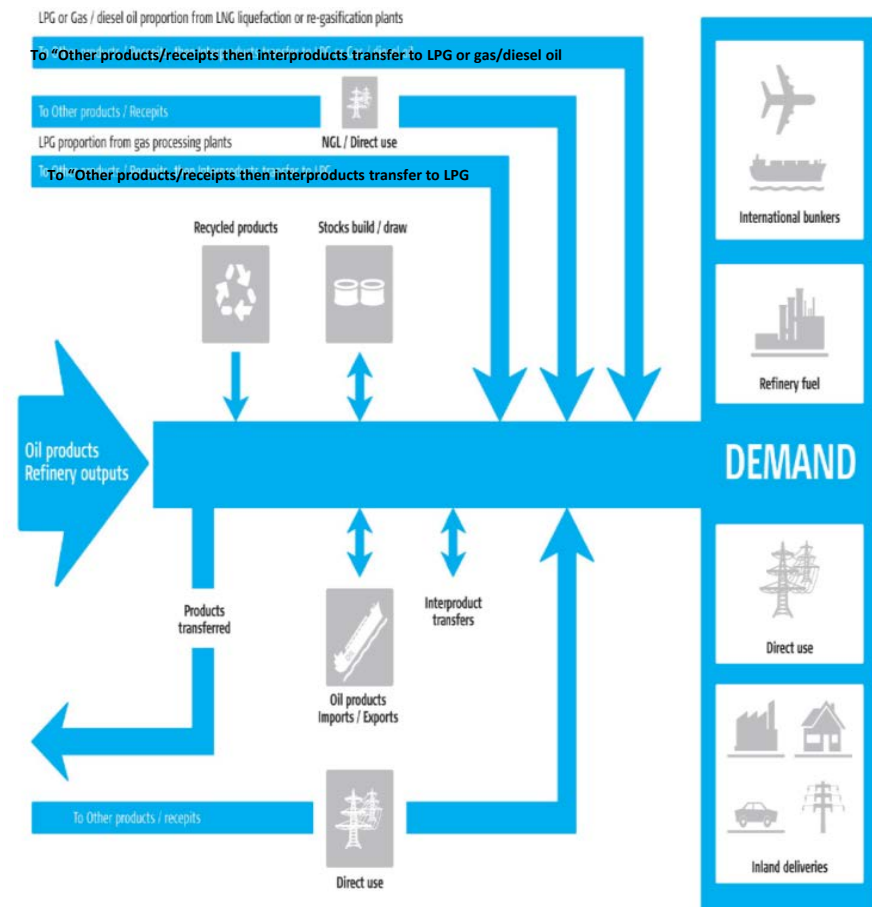 LPG or Gas / diesel oil proportion from LNG liquefaction or re-gasification plants
To “Other products/receipts then interproducts transfer to LPG or gas/diesel oil
To Other products / Recepits
NGL / Direct use
LPG proportion from gas processing plants
To “Other products/receipts then interproducts transfer to LPG
Recycled products
Stocks build / draw
International bunkers
Refinery fuel
Oil products
Refinery outputs
DEMAND
Products
transferred
Interproduct
transfers
Oil products
Imports / Exports
Direct use
To Other products / recepits
Direct use
Inland deliveries